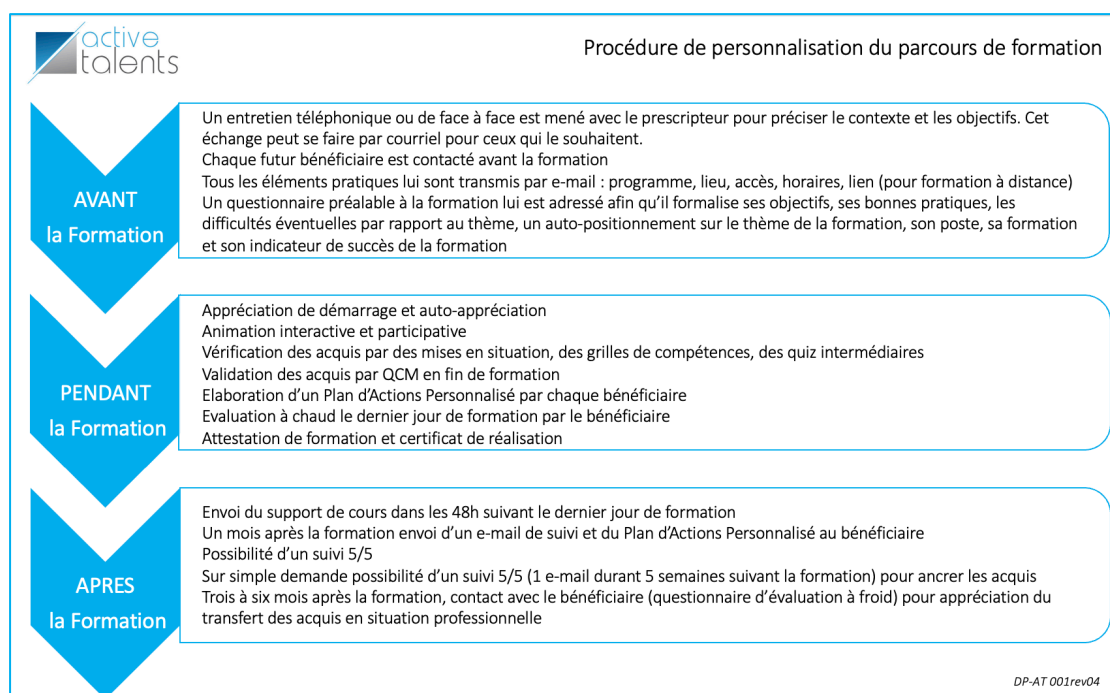 active
talents
Procédure de personnalisation du parcours de formation
AVANT
la Formation
Un entretien téléphonique ou de face à face est mené avec le prescripteur pour préciser le contexte et les objectifs. Cet
échange peut se faire par courriel pour ceux qui le souhaitent.
Chaque futur bénéficiaire est contacté avant la formation
Tous les éléments pratiques lui sont transmis par e-mail : programme, lieu, accès, horaires, lien (pour formation à distance)
Un questionnaire préalable à la formation lui est adressé afin qu'il formalise ses objectifs, ses bonnes pratiques, les
difficultés éventuelles par rapport au thème, un auto-positionnement sur le thème de la formation, son poste, sa formation
et son indicateur de succès de la formation
PENDANT
la Formation
Appréciation de démarrage et auto-appréciation
Animation interactive et participative
Vérification des acquis par des mises en situation, des grilles de compétences, des quiz intermédiaires
Validation des acquis par QCM en fin de formation
Elaboration d'un Plan d'Actions Personnalisé par chaque bénéficiaire
Evaluation à chaud le dernier jour de formation par le bénéficiaire
Attestation de formation et certificat de réalisation
APRES
la Formation
Envoi du support de cours dans les 48h suivant le dernier jour de formation
Un mois après la formation envoi d'un e-mail de suivi et du Plan d'Actions Personnalisé au bénéficiaire
Possibilité d'un suivi 5/5
Sur simple demande possibilité d'un suivi 5/5 (1 e-mail durant 5 semaines suivant la formation) pour ancrer les acquis
Trois à six mois après la formation, contact avec le bénéficiaire (questionnaire d'évaluation à froid) pour appréciation du
transfert des acquis en situation professionnelle
DP-AT 001rev04